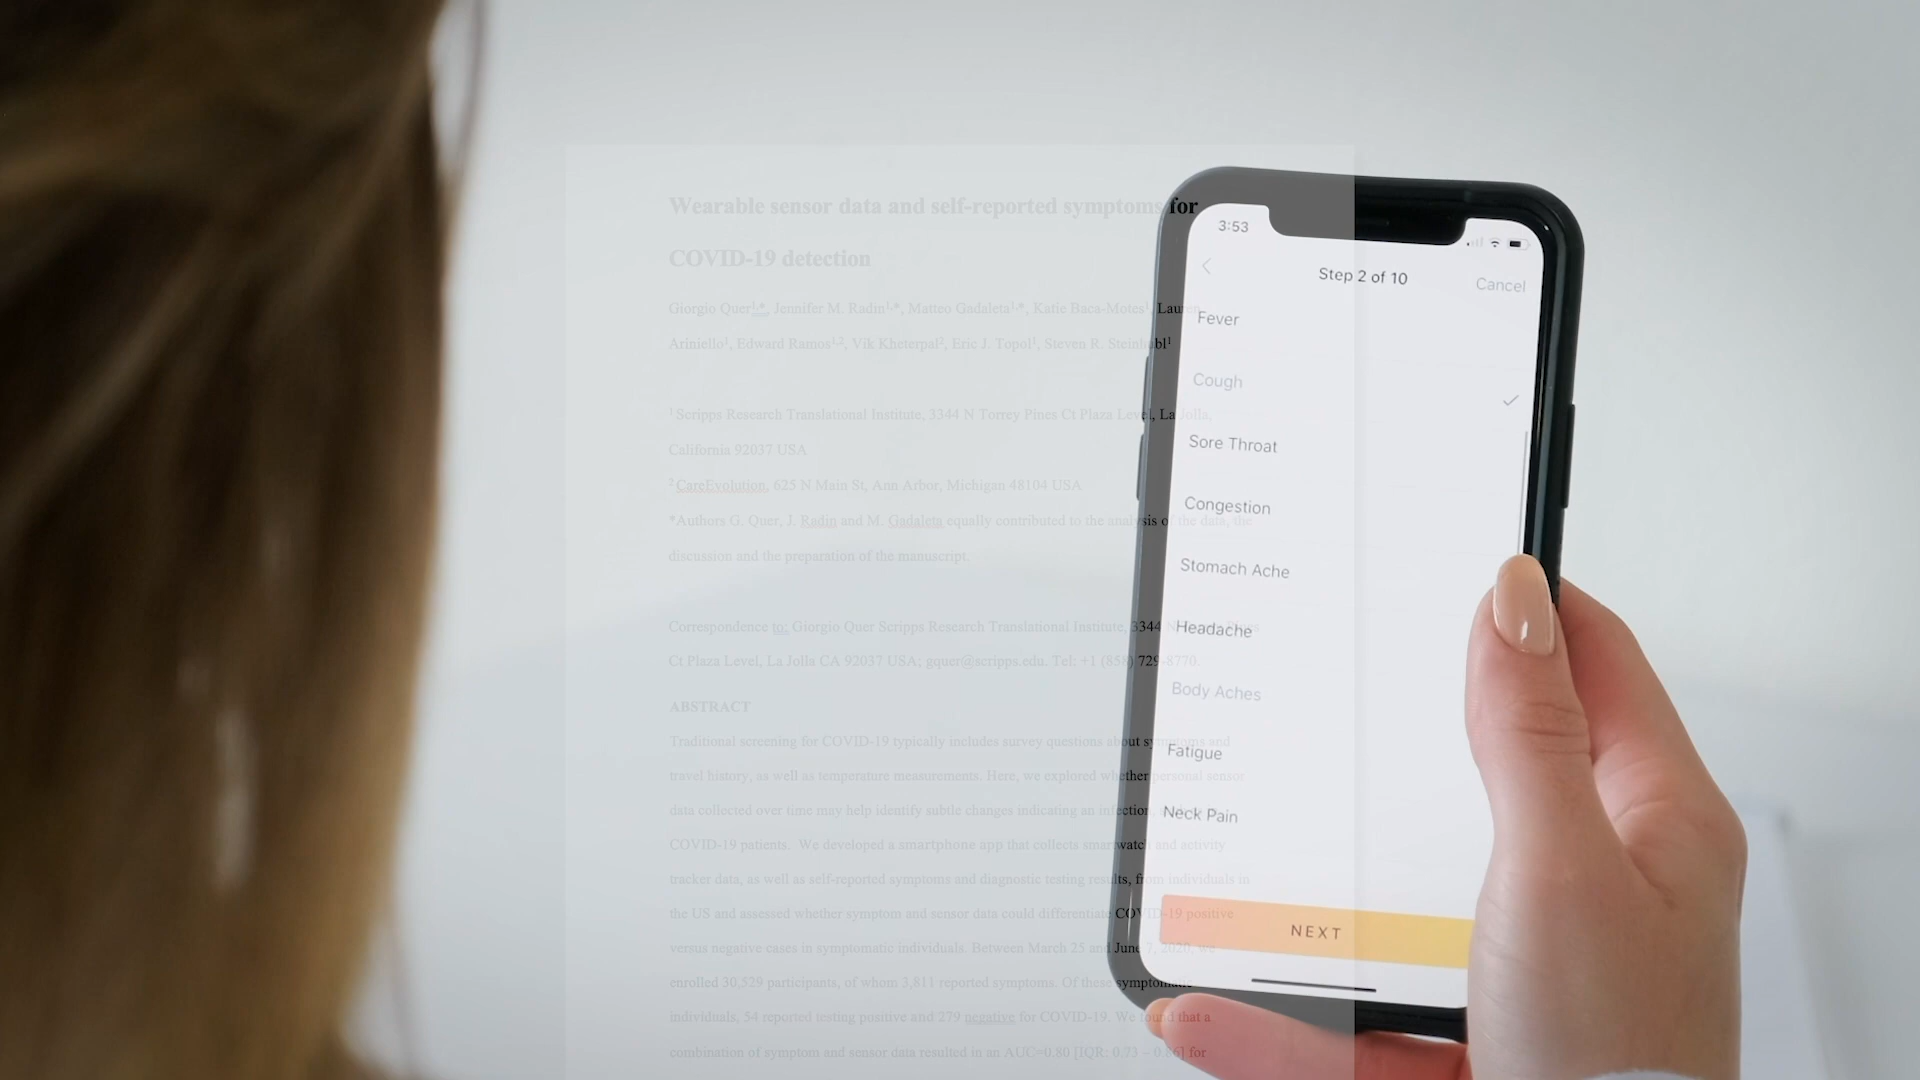 Wearable sensor data and self-reported symptoms for
COVID-19 detection
Giorgio Quer1,*, Jennifer M. Radin1,*, Matteo Gadaleta1,*, Katie Baca-Motes1, Lauren
Ariniello1, Edward Ramos1,2, Vik Kheterpal2, Eric J. Topol1, Steven R. Steinhubl1
1Scripps Research Translational Institute, 3344 N Torrey Pines Ct Plaza Level, La Jolla,
California 92037 USA
2CareEvolution, 625 N Main St, Ann Arbor, Michigan 48104 USA
*Authors G. Quer, J. Radin and M. Gadaleta equally contributed to the analysis of the data, the
discussion and the preparation of the manuscript.
Correspondence to: Giorgio Quer Scripps Research Translational Institute, 3344 N Torrey Pines
Ct Plaza Level, La Jolla CA 92037 USA; gquer@scripps.edu. Tel: +1 (858) 729-8770.
ABSTRACT
Traditional screening for COVID-19 typically includes survey questions about symptoms and
travel history, as well as temperature measurements. Here, we explored whether personal sensor
data collected over time may help identify subtle changes indicating an infection,
COVID-19 patients. We developed a smartphone app that collects smartwatch and activity
tracker data, as well as self-reported symptoms and diagnostic testing results, from individuals in
the US and assessed whether symptom and sensor data could differentiate COVID-19 positive
versus negative cases in symptomatic individuals. Between March 25 and June 7, 2020, we
enrolled 30,529 participants, of whom 3,811 reported symptoms. Of these symptomatic
individuals, 54 reported testing positive and 279 negative for COVID-19. We found that a
combination of symptom and sensor data resulted in an AUC=0.80 [IQR: 0.73 – 0.86] for
3:53
Step 2 of 10
Cancel
Fever
Cough
Sore Throat
Congestion
Stomach Ache
Headache
Body Aches
Fatigue
Neck Pain
NEXT